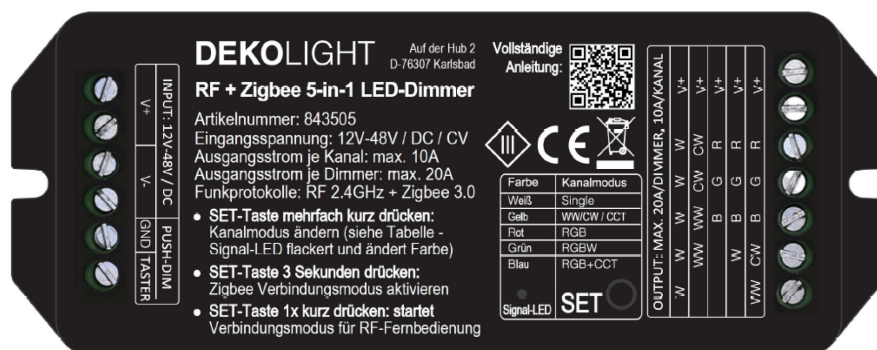 DEKOLIGHT
Auf der Hub 2
D-76307 Karlsbad
RF + Zigbee 5-in-1 LED-Dimmer
Artikelnummer: 843505
Eingangsspannung: 12V-48V / DC / CV
Ausgangsstrom je Kanal: max. 10A
Ausgangsstrom je Dimmer: max. 20A
Funkprotokolle: RF 2.4GHz + Zigbee 3.0
• SET-Taste mehrfach kurz drücken:
Kanalmodus ändern (siehe Tabelle -
Signal-LED flackert und ändert Farbe)
• SET-Taste 3 Sekunden drücken:
Zigbee Verbindungsmodus aktivieren
• SET-Taste 1x kurz drücken: startet
Verbindungsmodus für RF-Fernbedienung
Vollständige
Anleitung:
III
CE
Farbe Kanalmodus
Weiß Single
Gelb WW/CW / CCT
Rot RGB
Grün RGBW
Blau RGB+CCT
Signal-LED SET
INPUT: 12V-48V / DC
V+
V-
PUSH-DIM
GND
TASTER
OUTPUT: MAX. 20A/DIMMER, 10A/KANAL
W W W W W V+
WW WW CW CW V+
B G R V+
W B G R V+
WW CW B G R V+